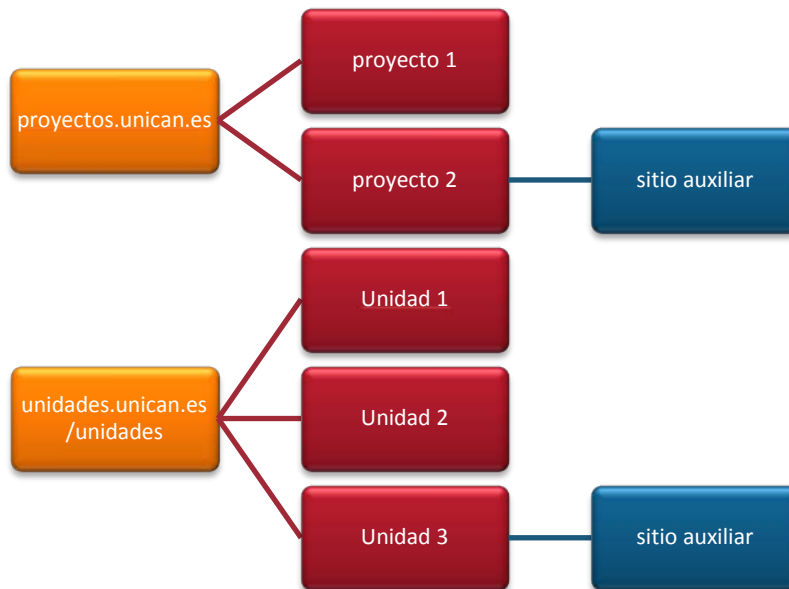 proyectos.unican.es
proyecto 1
proyecto 2
sitio auxiliar
unidades.unican.es
/unidades
Unidad 1
Unidad 2
Unidad 3
sitio auxiliar